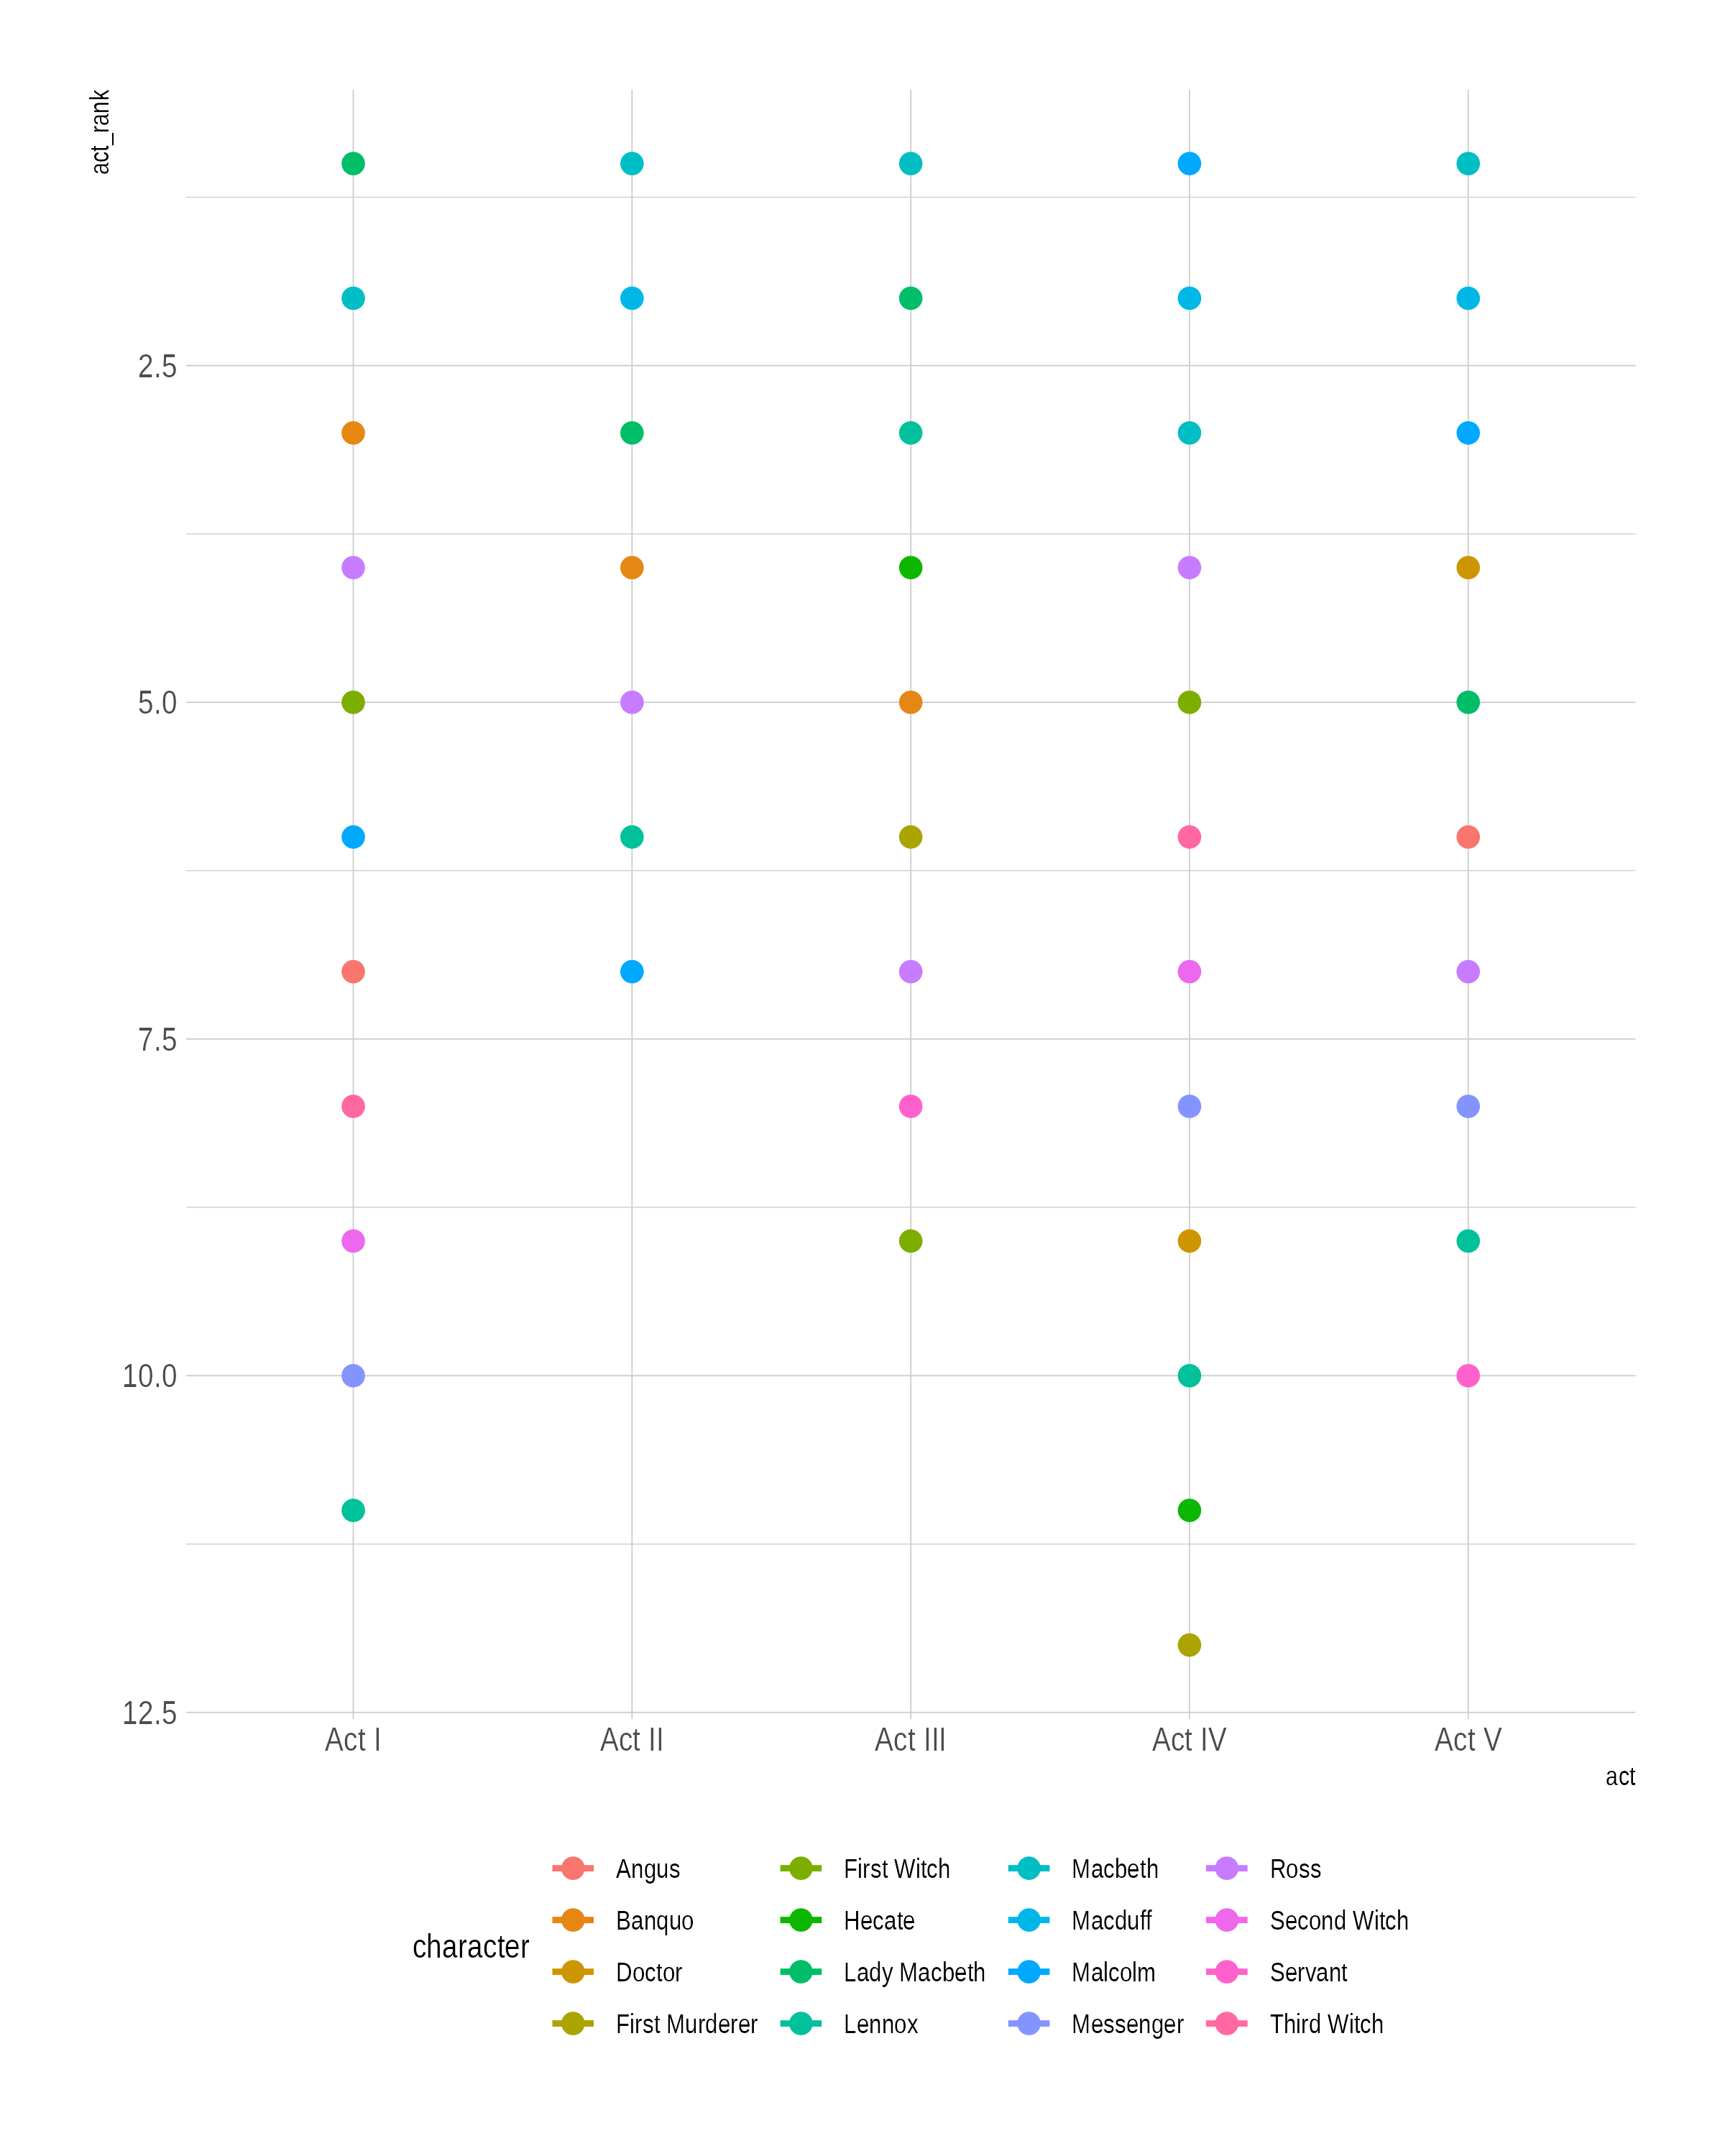 act_rank
2.5
5.0
7.5
10.0
12.5
Act I Act II Act III Act IV Act V
act
character
Angus First Witch Macbeth Ross
Banquo Hecate Macduff Second Witch
Doctor Lady Macbeth Malcolm Servant
First Murderer Lennox Messenger Third Witch